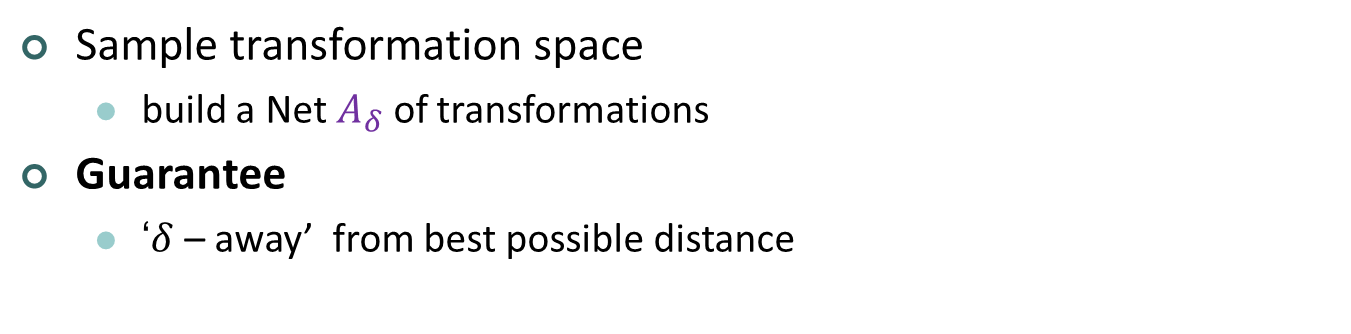 Sample transformation space
build a Net A_δ of transformations
Guarantee
‘δ – away’ from best possible distance